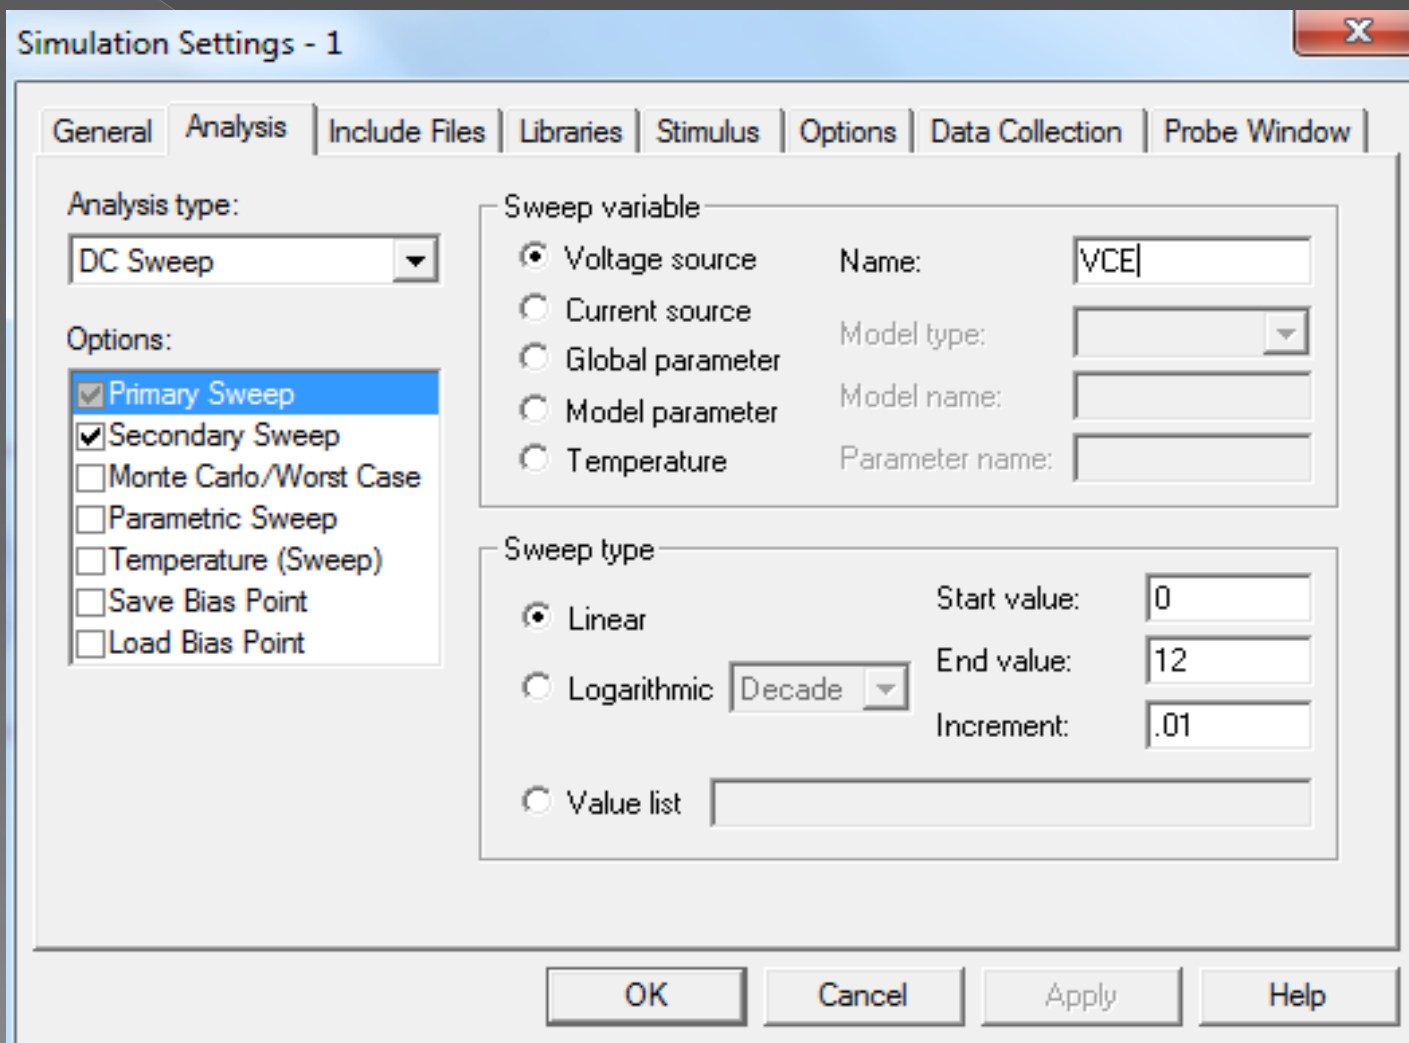 Simulation Settings - 1
General Analysis Include Files Libraries Stimulus Options Data Collection Probe Window
Analysis type:
DC Sweep
Options:
Primary Sweep
Secondary Sweep
Monte Carlo/Worst Case
Parametric Sweep
Temperature (Sweep)
Save Bias Point
Load Bias Point
Sweep variable
Voltage source
Current source
Global parameter
Model parameter
Temperature
Name: VCE
Model type:
Model name:
Parameter name:
Sweep type
Linear
Logarithmic Decade
Value list
Start value: 0
End value: 12
Increment: .01
OK Cancel Apply Help